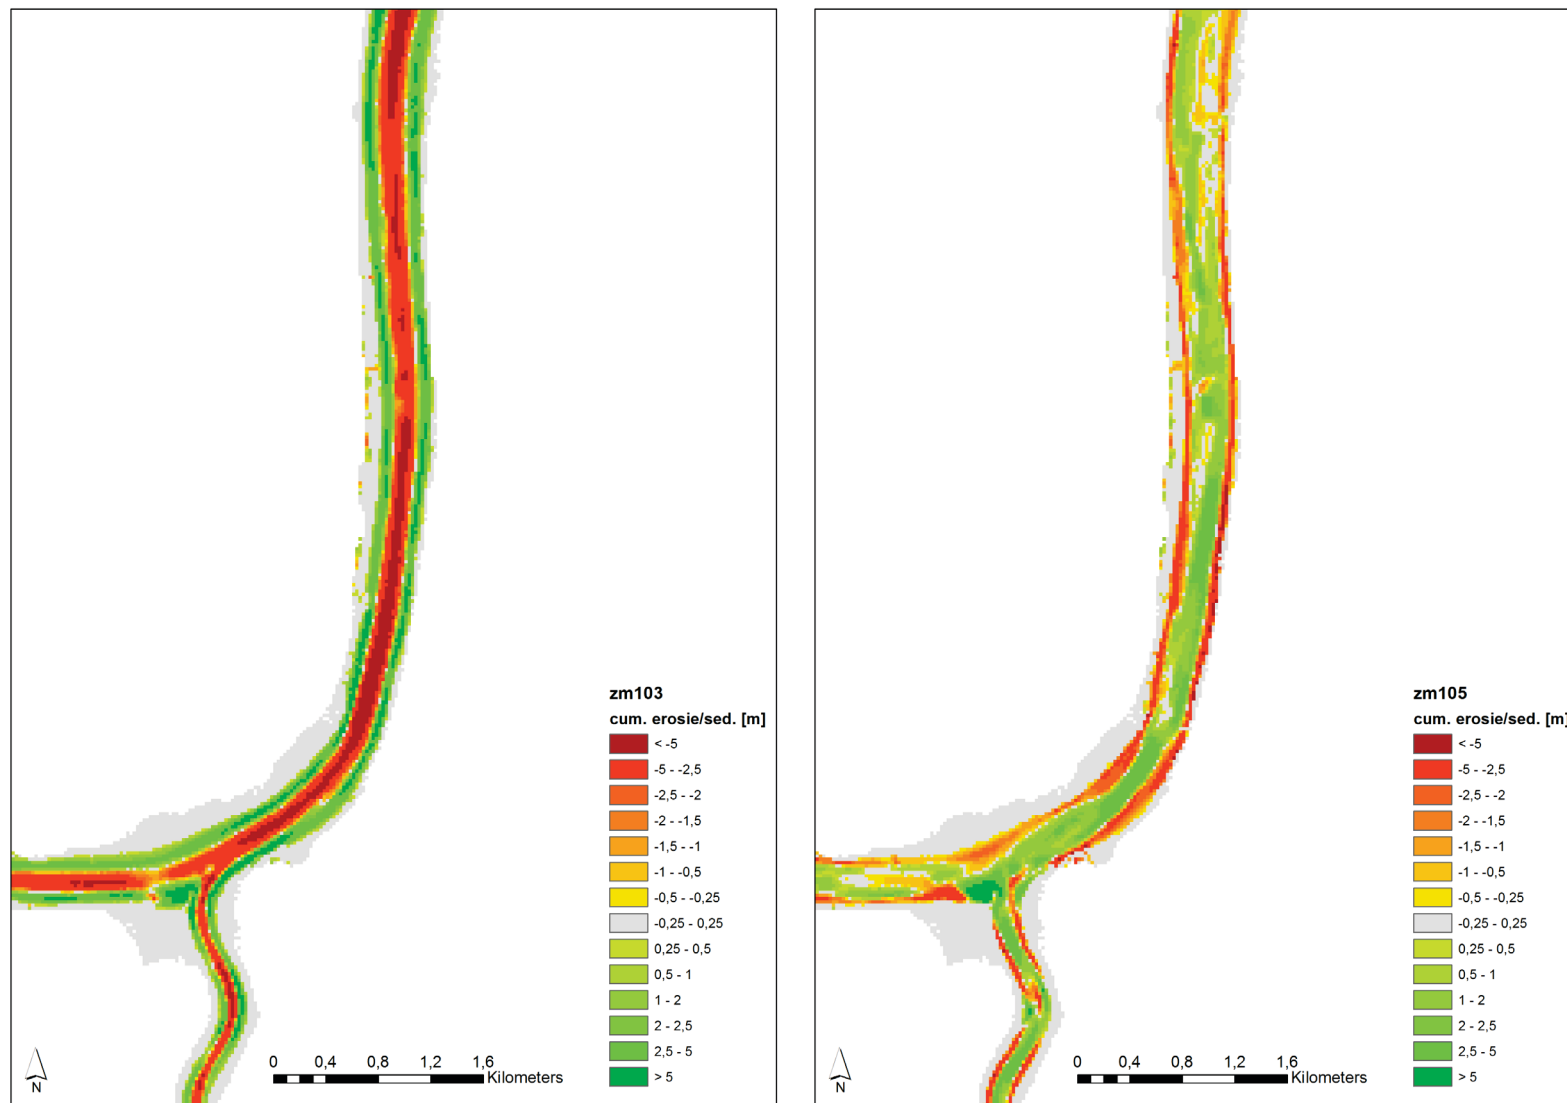 zm103
cum. erosie/sed. [m]
< -5
-5 - -2,5
-2,5 - -2
-2 - -1,5
-1,5 - -1
-1 - -0,5
-0,5 - -0,25
-0,25 - 0,25
0,25 - 0,5
0,5 - 1
1 - 2
2 - 2,5
2,5 - 5
> 5
N
0 0,4 0,8 1,2 1,6
Kilometers
zm105
cum. erosie/sed. [m]
< -5
-5 - -2,5
-2,5 - -2
-2 - -1,5
-1,5 - -1
-1 - -0,5
-0,5 - -0,25
-0,25 - 0,25
0,25 - 0,5
0,5 - 1
1 - 2
2 - 2,5
2,5 - 5
> 5
N
0 0,4 0,8 1,2 1,6
Kilometers